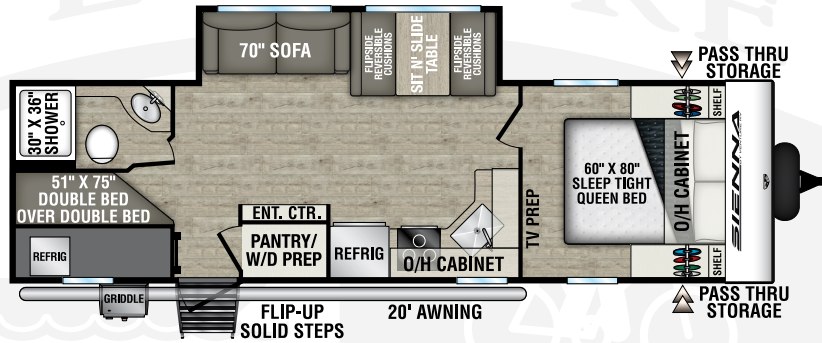 70" SOFA
FLIPSIDE
REVERSIBLE
CUSHIONS
SIT N' SLIDE
TABLE
FLIPSIDE
REVERSIBLE
CUSHIONS
PASS THRU
STORAGE
30" X 36"
SHOWER
SHELF
51" X 75"
DOUBLE BED
OVER DOUBLE BED
60" X 80"
SLEEP TIGHT
QUEEN BED
O/H CABINET
SIENNA
TV PREP
ENT. CTR.
PANTRY/
W/D PREP
REFRIG
REFRIG
O/H CABINET
SHELF
GRIDDLE
FLIP-UP
SOLID STEPS
20' AWNING
PASS THRU
STORAGE